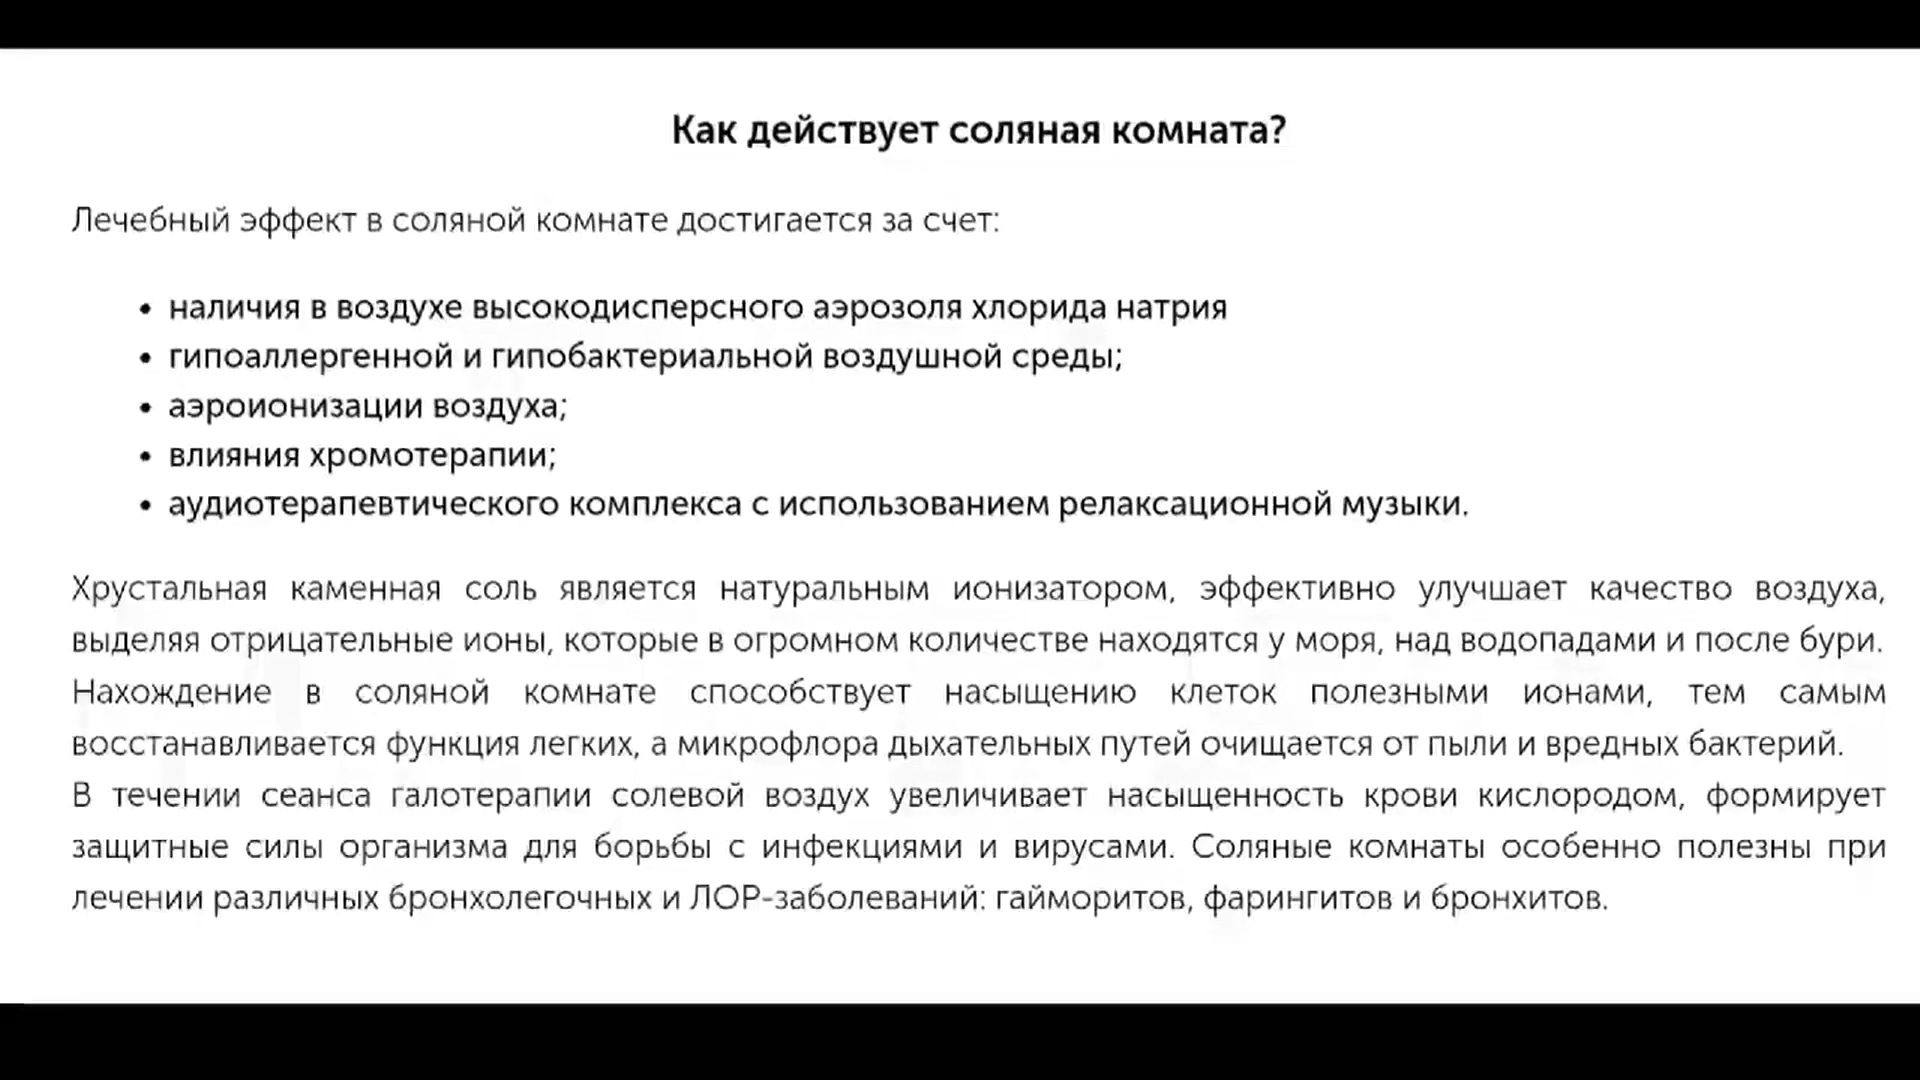 Как действует соляная комната?
Лечебный эффект в соляной комнате достигается за счет:
• наличия в воздухе высокодисперсного аэрозоля хлорида натрия
• гипоаллергенной и гипобактериальной воздушной среды;
• аэроионизации воздуха;
• влияния хромотерапии;
• аудиотерапевтического комплекса с использованием релаксационной музыки.
Хрустальная каменная соль является натуральным ионизатором, эффективно улучшает качество воздуха,
выделяя отрицательные ионы, которые в огромном количестве находятся у моря, над водопадами и после бури.
Нахождение в соляной комнате способствует насыщению клеток полезными ионами, тем самым
восстанавливается функция легких, а микрофлора дыхательных путей очищается от пыли и вредных бактерий.
В течении сеанса галотерапии солевой воздух увеличивает насыщенность крови кислородом, формирует
защитные силы организма для борьбы с инфекциями и вирусами. Соляные комнаты особенно полезны при
лечении различных бронхолегочных и ЛОР-заболеваний: гайморитов, фарингитов и бронхитов.